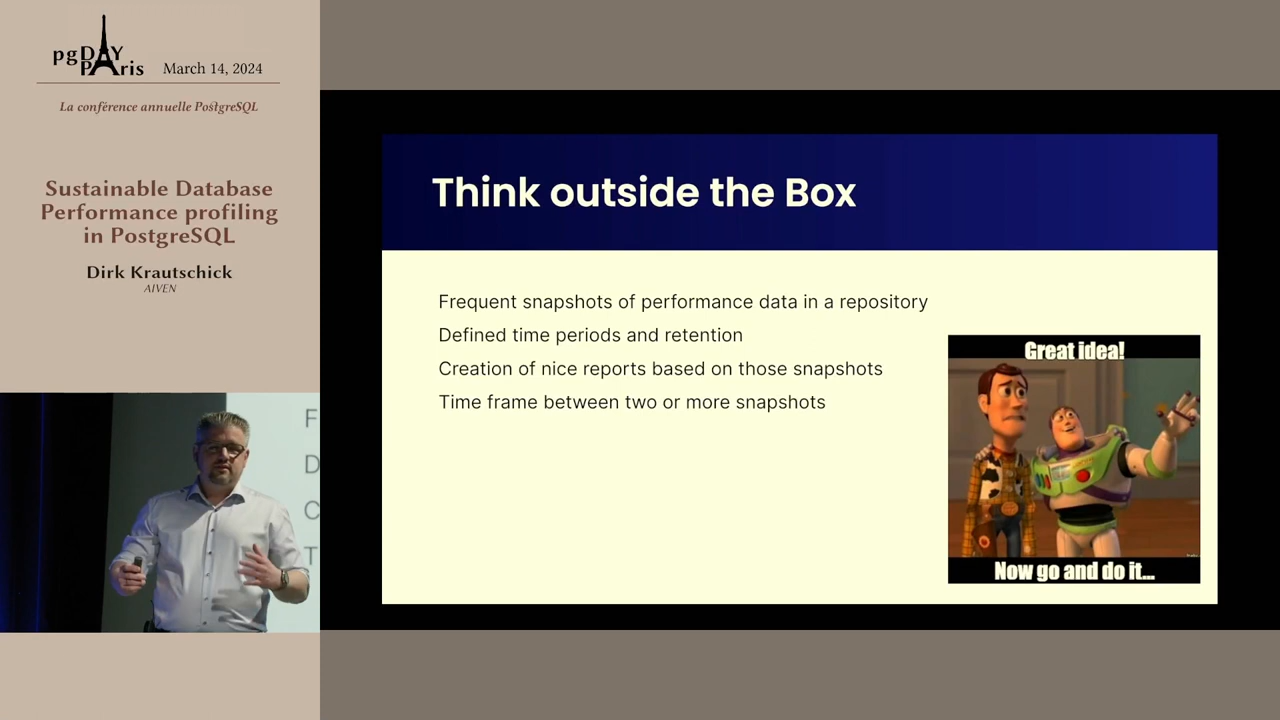 pgDAY
PAris
March 14, 2024
La conférence annuelle PostgreSQL
Sustainable Database
Performance profiling
in PostgreSQL
Dirk Krautschick
AIVEN
F
D
C
T
Think outside the Box
Frequent snapshots of performance data in a repository
Defined time periods and retention
Creation of nice reports based on those snapshots
Time frame between two or more snapshots
Great idea!
Now go and do it...